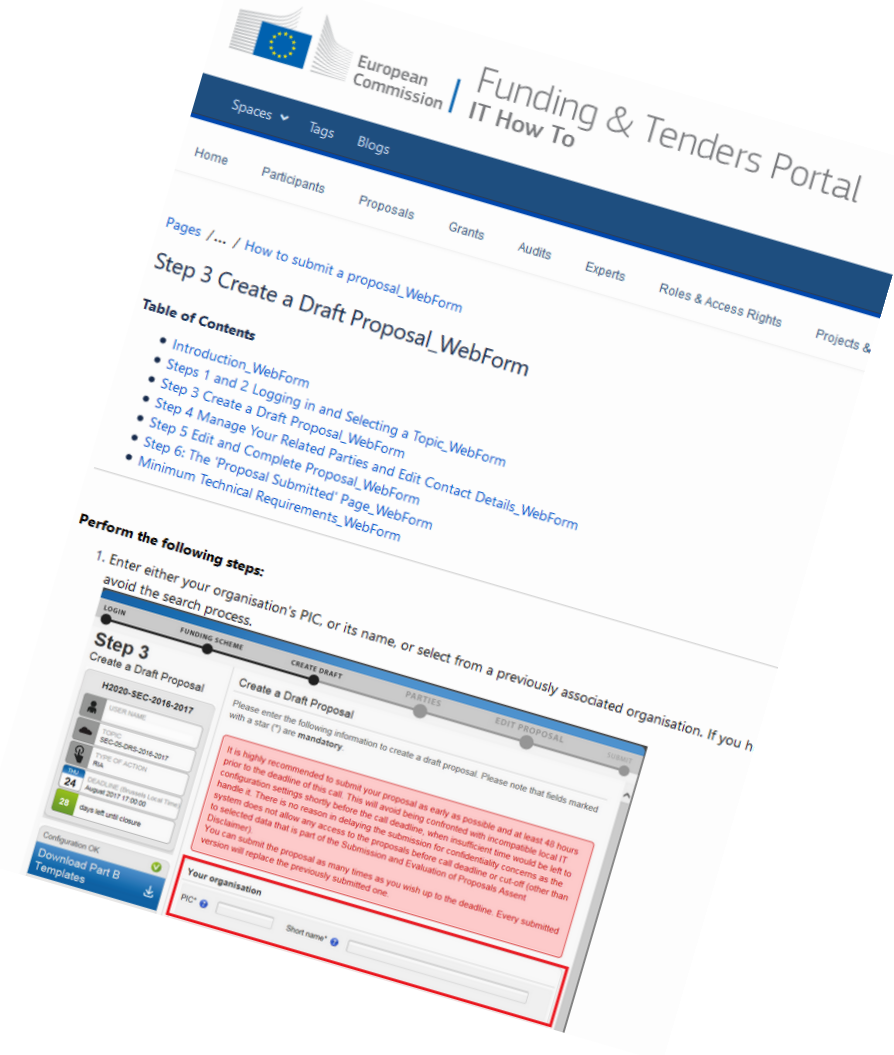 European
Commission
Funding & Tenders Portal
IT How To
Spaces
Tags
Blogs
Home
Participants
Proposals
Grants
Audits
Experts
Roles & Access Rights
Projects &
Pages /... / How to submit a proposal_WebForm
Step 3 Create a Draft Proposal_WebForm
Table of Contents
• Introduction_WebForm
• Steps 1 and 2 Logging in and Selecting a Topic_WebForm
• Step 3 Create a Draft Proposal_WebForm
• Step 4 Manage Your Related Parties and Edit Contact Details_WebForm
• Step 5 Edit and Complete Proposal_WebForm
• Step 6: The 'Proposal Submitted' Page_WebForm
• Minimum Technical Requirements_WebForm
Perform the following steps:
1. Enter either your organisation's PIC, or its name, or select from a previously associated organisation. If you h
avoid the search process.
LOGIN
FUNDING SCHEME
CREATE DRAFT
PARTIES
EDIT PROPOSAL
SUBMIT
Step 3
Create a Draft Proposal
H2020-SEC-2016-2017
USER NAME
TOPIC
SEC-05-DRS-2016-2017
TYPE OF ACTION
RIA
THU
24
DEADLINE (Brussels Local Time)
August 2017 17:00:00
28
days left until closure
Configuration OK
Download Part B
Templates
Create a Draft Proposal
Please enter the following information to create a draft proposal. Please note that fields marked
with a star (*) are mandatory.
It is highly recommended to submit your proposal as early as possible and at least 48 hours
prior to the deadline of this call. This will avoid being confronted with incompatible local IT
configuration settings shortly before the call deadline, when insufficient time would be left to
handle it. There is no reason in delaying the submission for confidentiality concerns as the
system does not allow any access to the proposals before call deadline or cut-off (other than
to selected data that is part of the Submission and Evaluation of Proposals Assent
Disclaimer).
You can submit the proposal as many times as you wish up to the deadline. Every submitted
version will replace the previously submitted one.
Your organisation
PIC*
?
Short name*
?